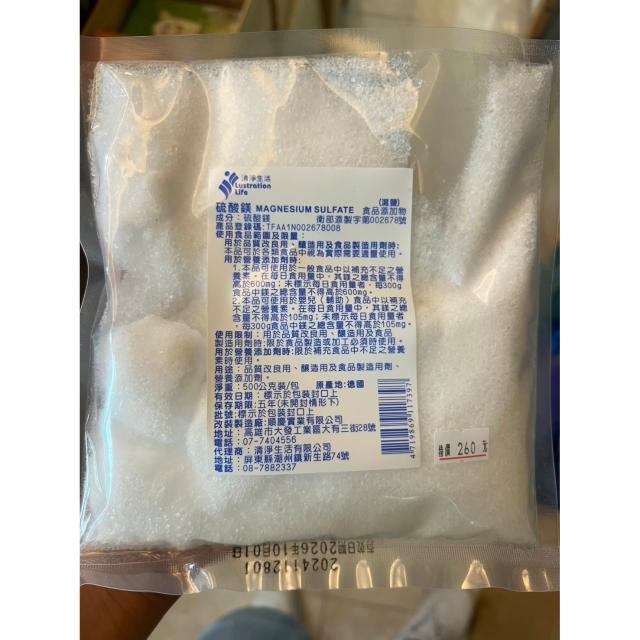 清淨生活
Lustration
Life
硫酸鎂 MAGNESIUM SULFATE (瀉鹽) 食品添加物
成分：硫酸鎂 衛部添製字第002678號
產品登錄碼:TFAA1N002678008
使用食品範圍及限量：
用於品質改良用、釀造用及食品製造用劑時:
本品可於各類食品中視為實際需要適量使用。
用於營養添加劑時:
1.本品可使用於一般食品中以補充不足之營
養素。在每日食用量中，其鎂之總含量不得高
於600mg；未標示每日食用量者，每300g
食品中鎂之總含量不得高於600mg。
2.本品可使用於嬰兒(輔助)食品中以補充
不足之營養素。在每日食用量中，其鎂之總
含量不得高於105mg；未標示每日食用量者
，每300g食品中鎂之總含量不得高於105mg。
使用限制：用於品質改良用、釀造用及食品
製造用劑時:限於食品製造或加工必須時使用。
用於營養添加劑時:限於補充食品中不足之營養
素時使用。
用途：品質改良用、釀造用及食品製造用劑、
營養添加劑。
淨重：500公克裝/包 原產地:德國
有效日期：標示於包裝封口上
保存期限:五年(未開封情形下)
批號:標示於包裝封口上
改裝製造廠:順慶實業有限公司
地址：高雄市大發工業區大有三街28號
電話：07-7404556
代理商：清淨生活有限公司
地址：屏東縣潮州鎮新生路74號
電話：08-7882337
4719869117397
特價 260 元
有效日期2026年10月01日
2024112801